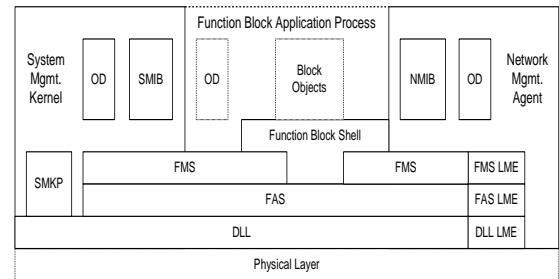 Function Block Application Process
System
Mgmt.
Kernel
OD
SMIB
OD
Block
Objects
NMIB
OD
Network
Mgmt.
Agent
Function Block Shell
SMKP
FMS
FMS
FMS LME
FAS
FAS LME
DLL
DLL LME
Physical Layer